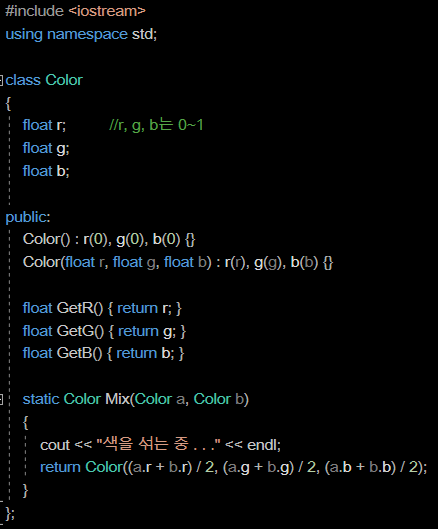 #include <iostream>
using namespace std;
class Color
{
float r; //r, g, b는 0~1
float g;
float b;
public:
Color() : r(0), g(0), b(0) {}
Color(float r, float g, float b) : r(r), g(g), b(b) {}
float GetR() { return r; }
float GetG() { return g; }
float GetB() { return b; }
static Color Mix(Color a, Color b)
{
cout << "색을 섞는 중 . . ." << endl;
return Color((a.r + b.r) / 2, (a.g + b.g) / 2, (a.b + b.b) / 2);
}
};